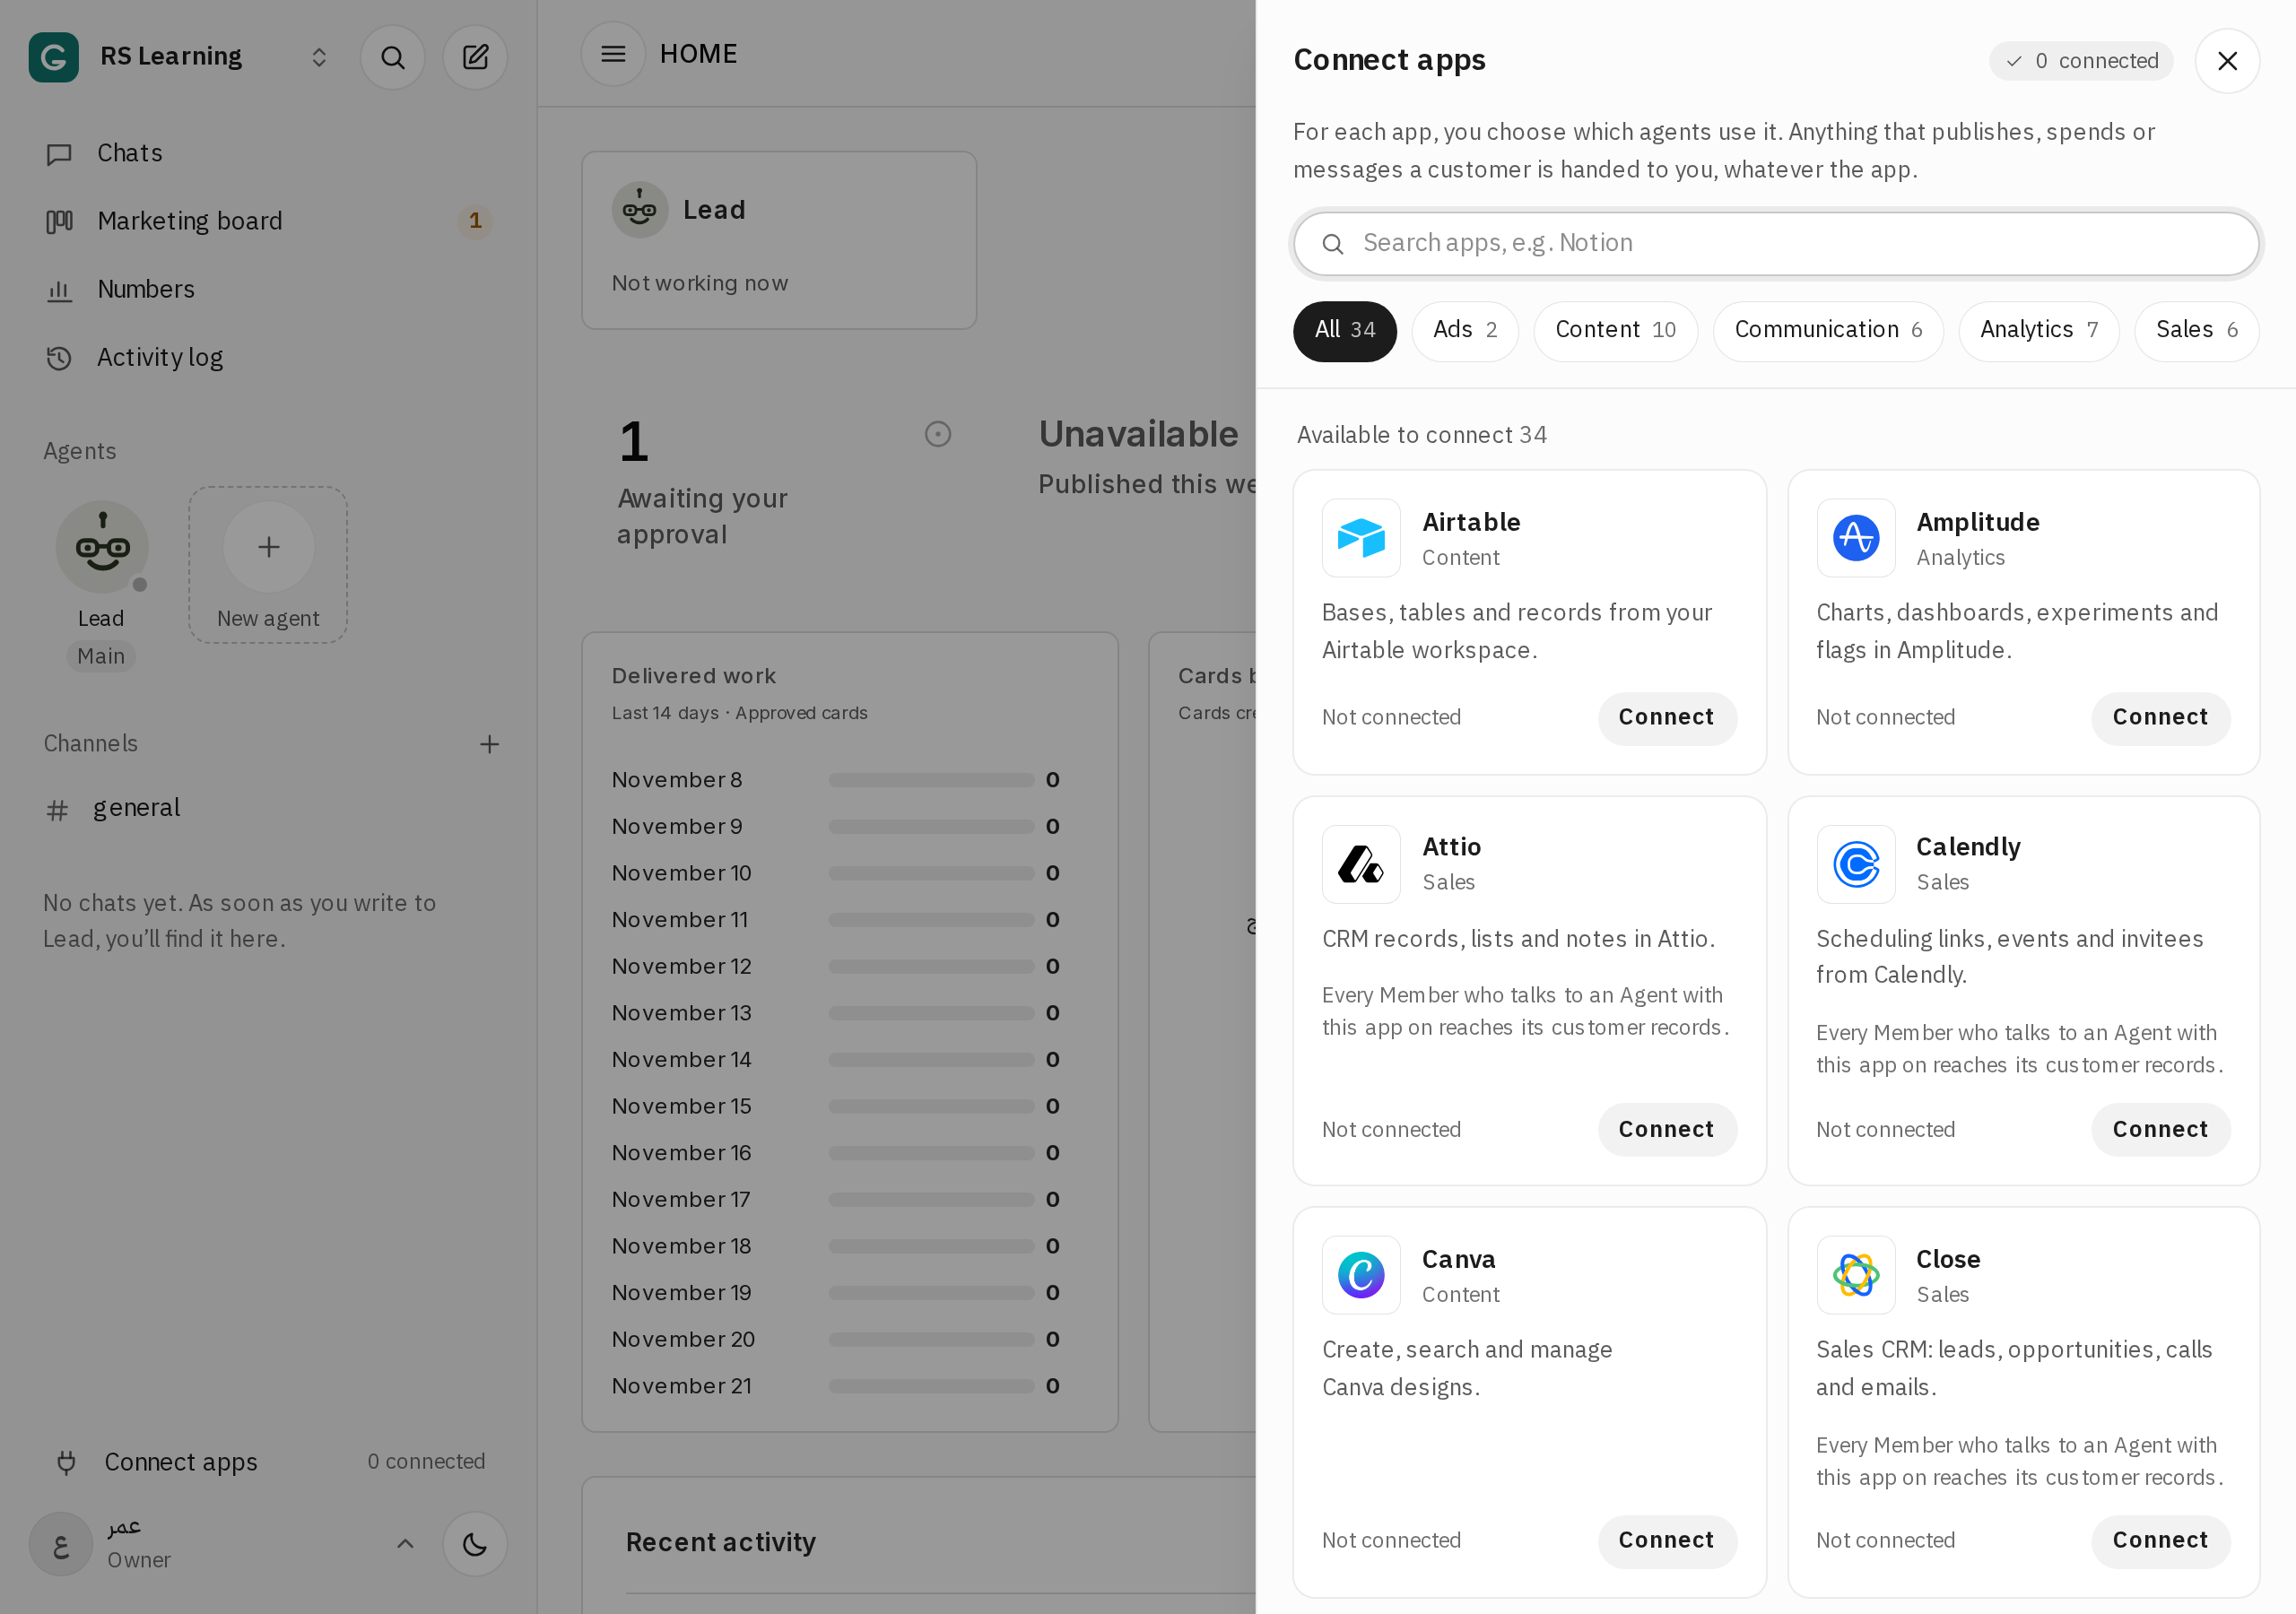 RS Learning
Chats
Marketing board 1
Numbers
Activity log
Agents
Lead
Main
New agent
Channels
general
No chats yet. As soon as you write to
Lead, you'll find it here.
Connect apps 0 connected
ع
عمر
Owner
HOME
Lead
Not working now
1
Awaiting your
approval
Unavailable
Published this we
Delivered work
Last 14 days · Approved cards
November 8 0
November 9 0
November 10 0
November 11 0
November 12 0
November 13 0
November 14 0
November 15 0
November 16 0
November 17 0
November 18 0
November 19 0
November 20 0
November 21 0
Cards b
Cards cre
Recent activity
Connect apps
0 connected
For each app, you choose which agents use it. Anything that publishes, spends or
messages a customer is handed to you, whatever the app.
Search apps, e.g. Notion
All 34 Ads 2 Content 10 Communication 6 Analytics 7 Sales 6
Available to connect 34
Airtable
Content
Bases, tables and records from your
Airtable workspace.
Not connected Connect
Amplitude
Analytics
Charts, dashboards, experiments and
flags in Amplitude.
Not connected Connect
Attio
Sales
CRM records, lists and notes in Attio.
Every Member who talks to an Agent with
this app on reaches its customer records.
Not connected Connect
Calendly
Sales
Scheduling links, events and invitees
from Calendly.
Every Member who talks to an Agent with
this app on reaches its customer records.
Not connected Connect
Canva
Content
Create, search and manage
Canva designs.
Not connected Connect
Close
Sales
Sales CRM: leads, opportunities, calls
and emails.
Every Member who talks to an Agent with
this app on reaches its customer records.
Not connected Connect